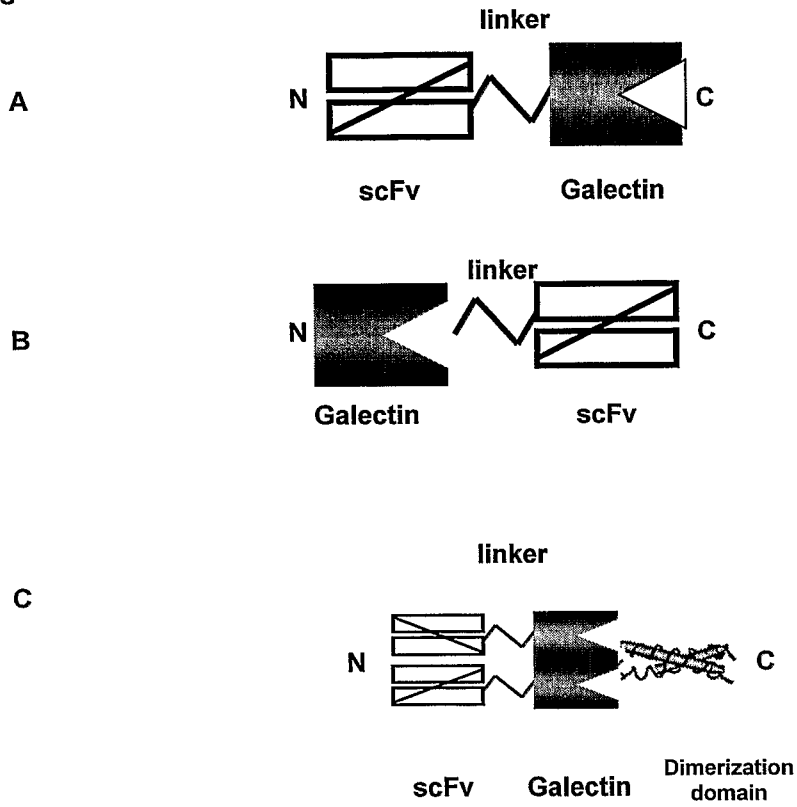 linker
A
N
C
scFv
Galectin
linker
B
N
C
Galectin
scFv
linker
C
N
C
scFv
Galectin
Dimerization
domain